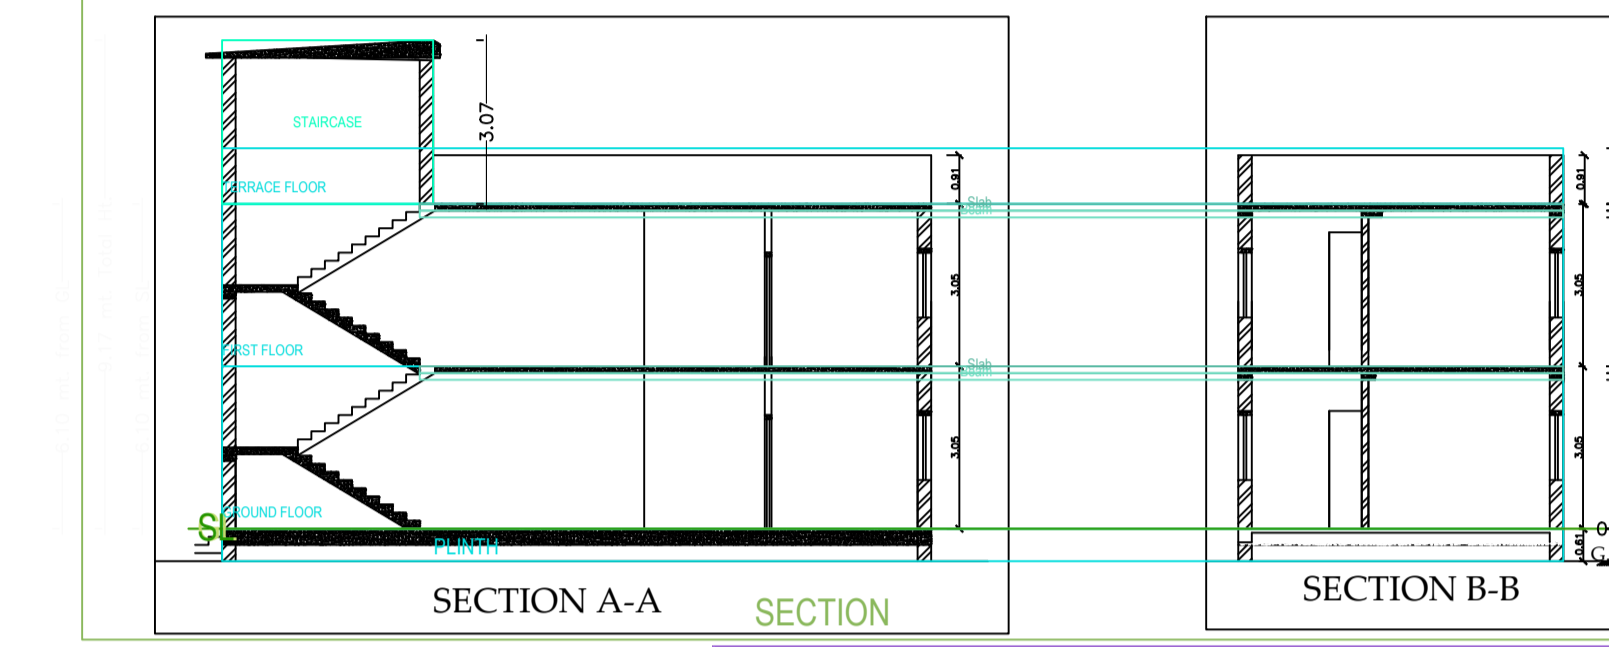 STAIRCASE
3.07
TERRACE FLOOR
0.91
0.91
Slab
3.05
3.05
FIRST FLOOR
Slab
3.05
3.05
GROUND FLOOR
SL
PLINTH
0.61
G
SECTION A-A
SECTION
SECTION B-B